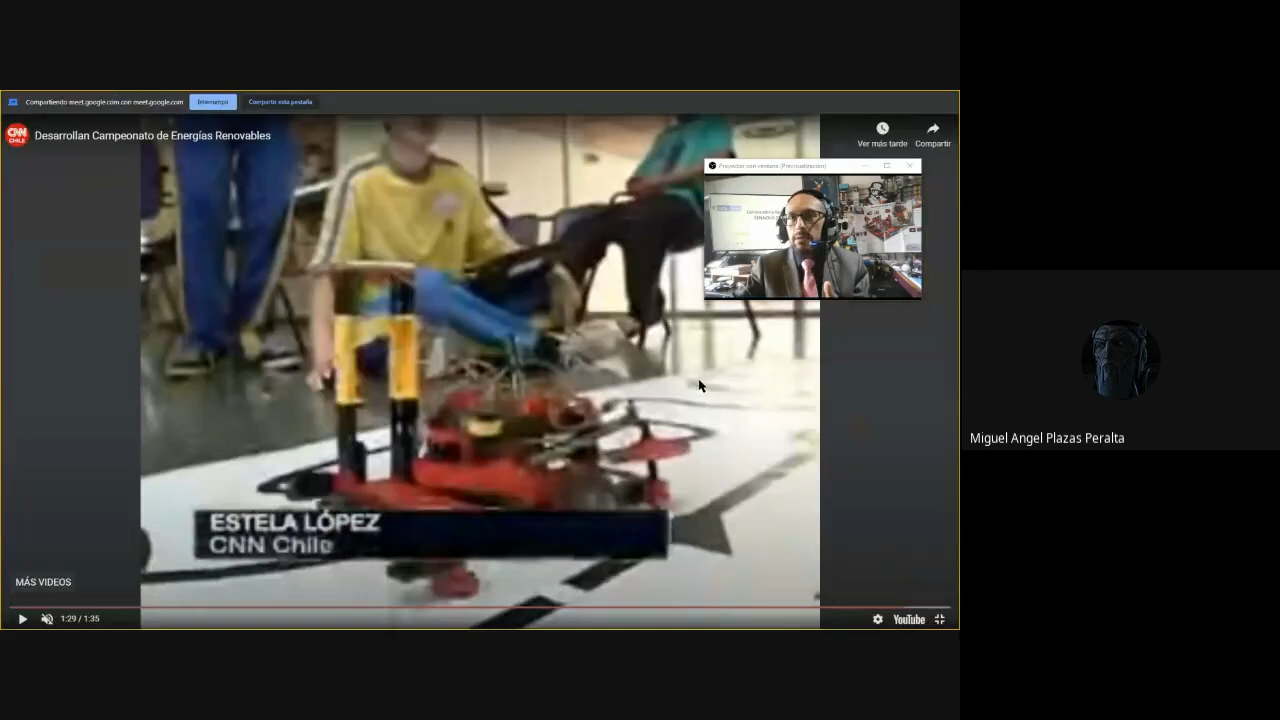 Compartiendo meet.google.com con meet.google.com
Interrumpir
Compartir esta pestaña
CNN
CHILE
Desarrollan Campeonato de Energías Renovables
Ver más tarde
Compartir
Proyector con ventana (Previsualización)
ESTELA LÓPEZ
CNN Chile
MÁS VIDEOS
1:29 / 1:35
YouTube
Miguel Angel Plazas Peralta